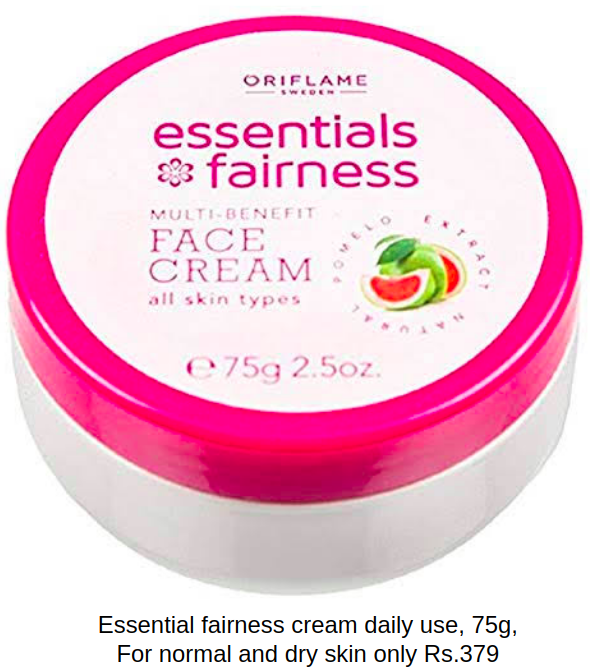 ORIFLAME
SWEDEN
essentials
fairness
MULTI-BENEFIT
FACE
CREAM
all skin types
NATURAL POMELO EXTRACT
℮75g 2.5oz.
Essential fairness cream daily use, 75g,
For normal and dry skin only Rs.379